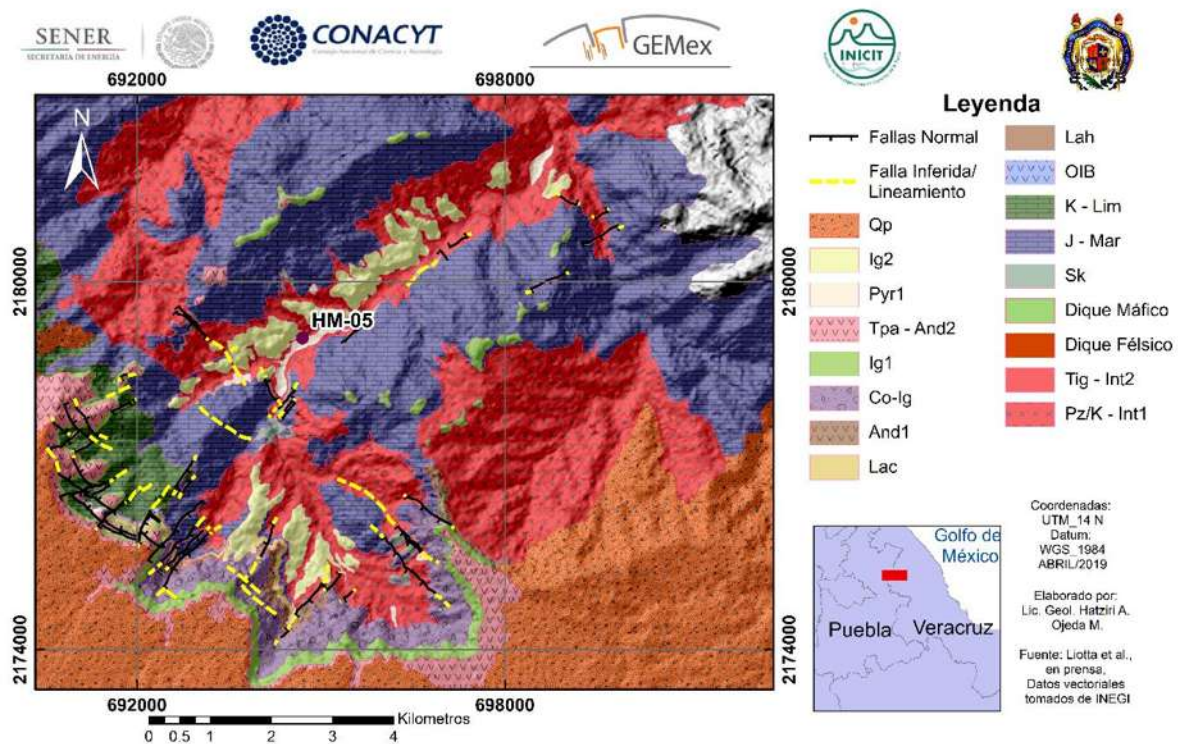 SENER
SECRETARÍA DE ENERGÍA
CONACYT
Consejo Nacional de Ciencia y Tecnología
GEMex
INICIT
692000
698000
N
2180000
2180000
HM-05
2174000
2174000
692000
698000
Kilometros
0 0.5 1 2 3 4
Leyenda
Fallas Normal
Falla Inferida/
Lineamiento
Qp
Ig2
Pyr1
Tpa - And2
Ig1
Co-Ig
And1
Lac
Lah
OIB
K - Lim
J - Mar
Sk
Dique Máfico
Dique Félsico
Tig - Int2
Pz/K - Int1
Golfo de
México
Puebla
Veracruz
Coordenadas:
UTM_14 N
Datum:
WGS_1984
ABRIL/2019
Elaborado por:
Lic. Geol. Hatziri A.
Ojeda M.
Fuente: Liotta et al.,
en prensa,
Datos vectoriales
tomados de INEGI